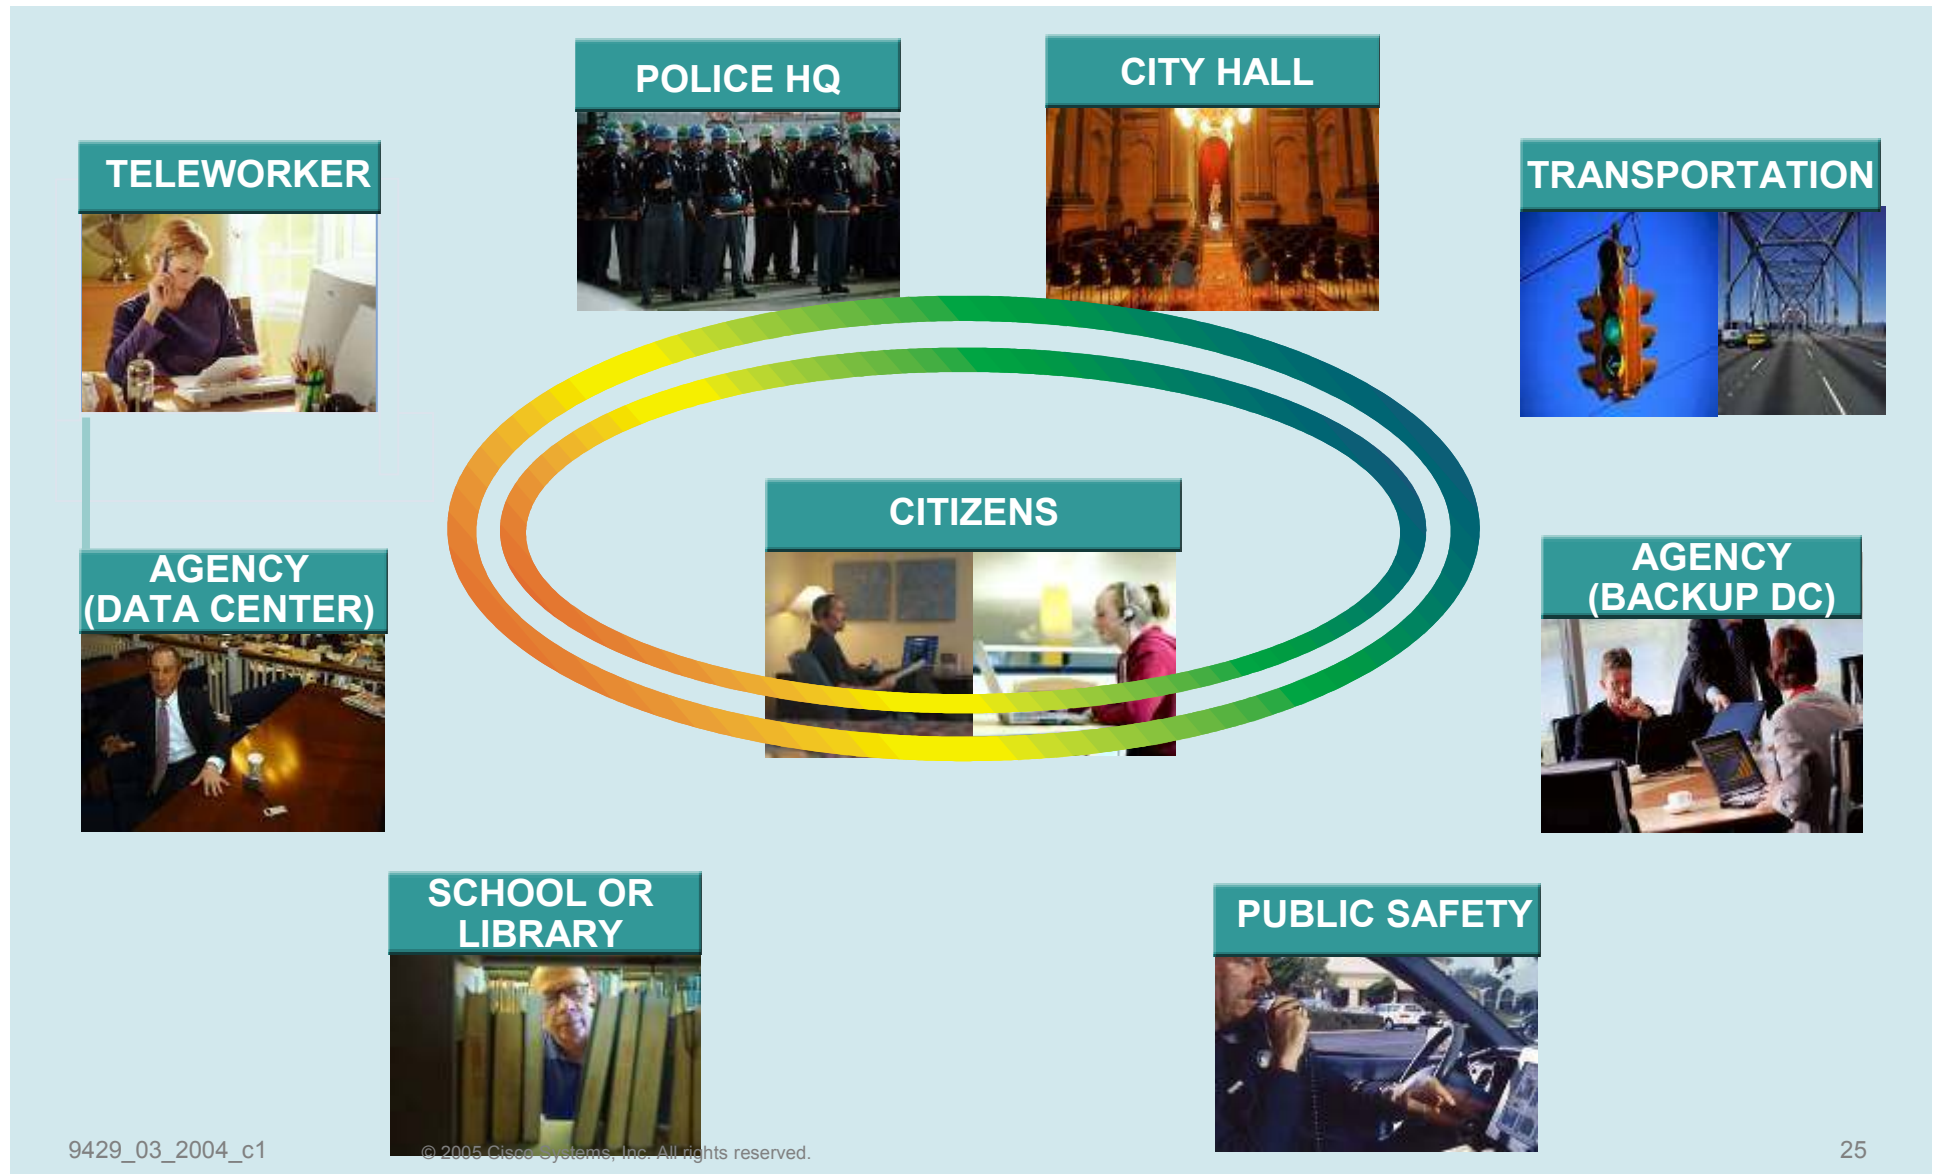 POLICE HQ
CITY HALL
TELEWORKER
TRANSPORTATION
CITIZENS
AGENCY
(DATA CENTER)
AGENCY
(BACKUP DC)
SCHOOL OR
LIBRARY
PUBLIC SAFETY
9429_03_2004_c1
© 2005 Cisco Systems, Inc. All rights reserved.
25